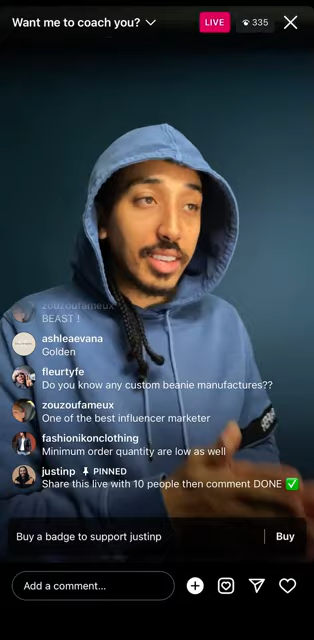 Want me to coach you?
LIVE
335
zouzoufameux
BEAST !
ashleaevana
Golden
fleurtyfe
Do you know any custom beanie manufactures??
zouzoufameux
One of the best influencer marketer
fashionikonclothing
Minimum order quantity are low as well
justinp PINNED
Share this live with 10 people then comment DONE ✅
Buy a badge to support justinp
Buy
Add a comment...